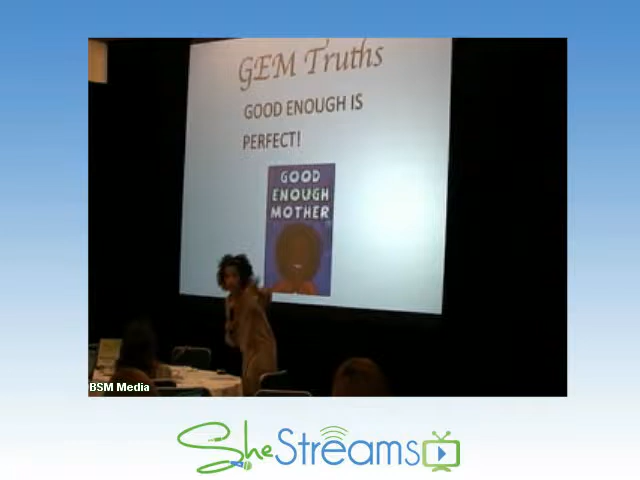 GEM Truths
GOOD ENOUGH IS
PERFECT!
GOOD
ENOUGH
MOTHER
BSM Media
SheStreams